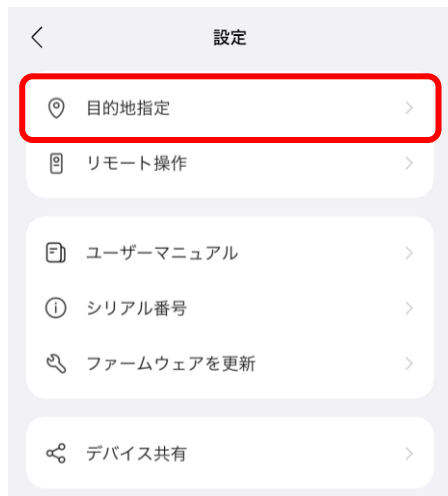 設定
目的地指定
リモート操作
ユーザーマニュアル
シリアル番号
ファームウェアを更新
デバイス共有